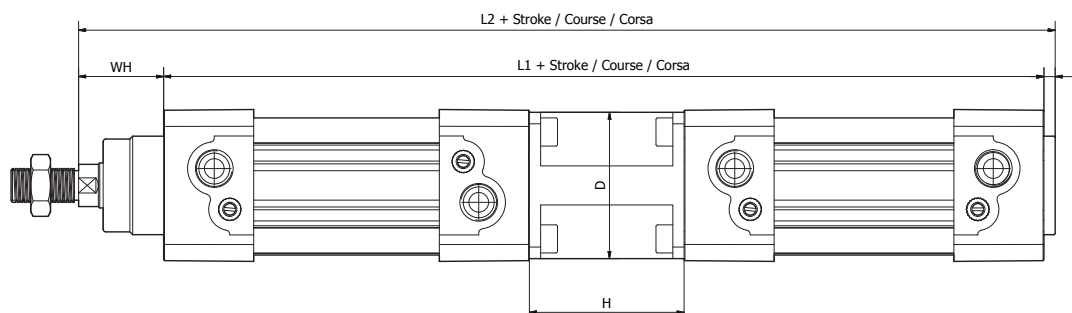 L2 + Stroke / Course / Corsa
WH
L1 + Stroke / Course / Corsa
D
H